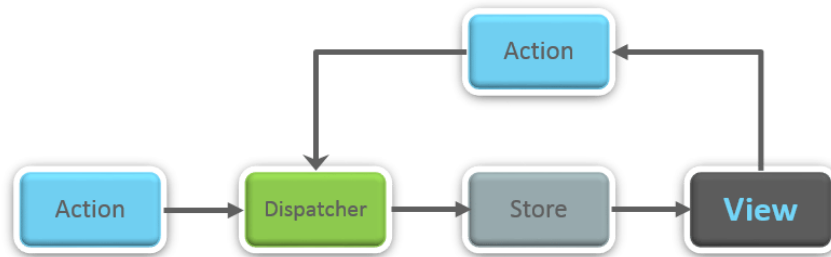 Action
Action
Dispatcher
Store
View